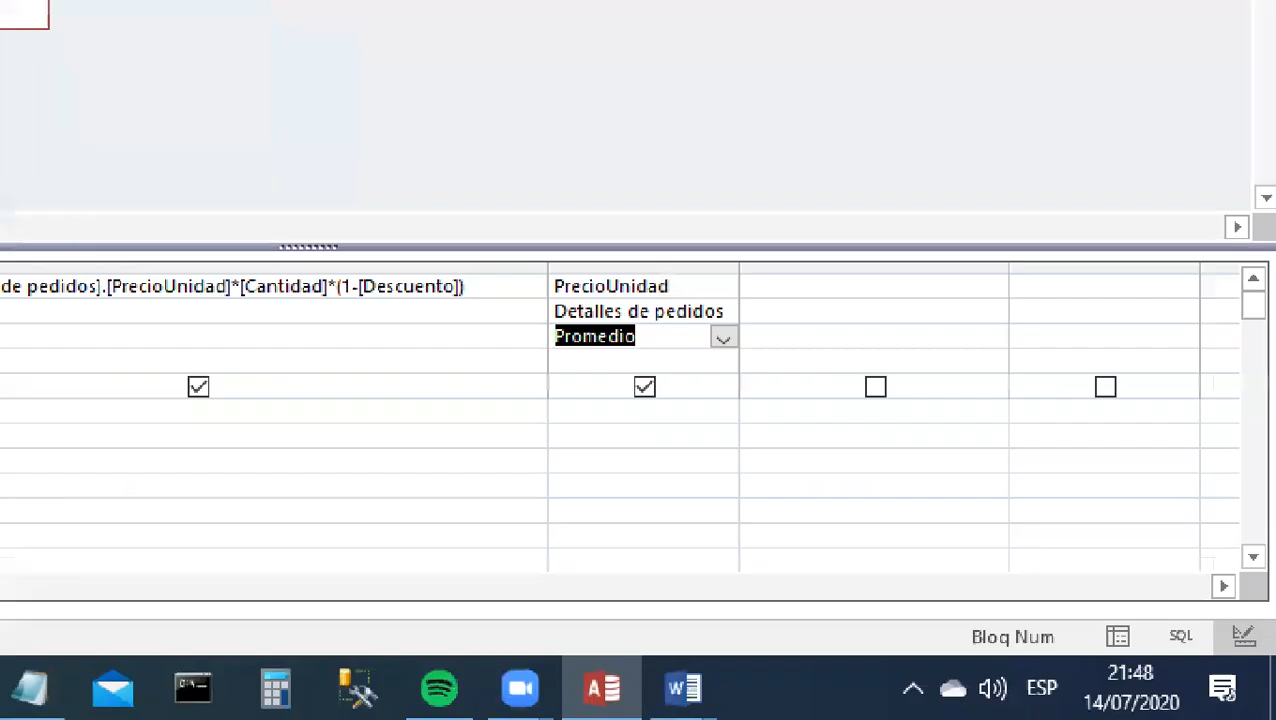 de pedidos].[PrecioUnidad]*[Cantidad]*(1-[Descuento])
PrecioUnidad
Detalles de pedidos
Promedio
Bloq Num
SQL
ESP
21:48
14/07/2020